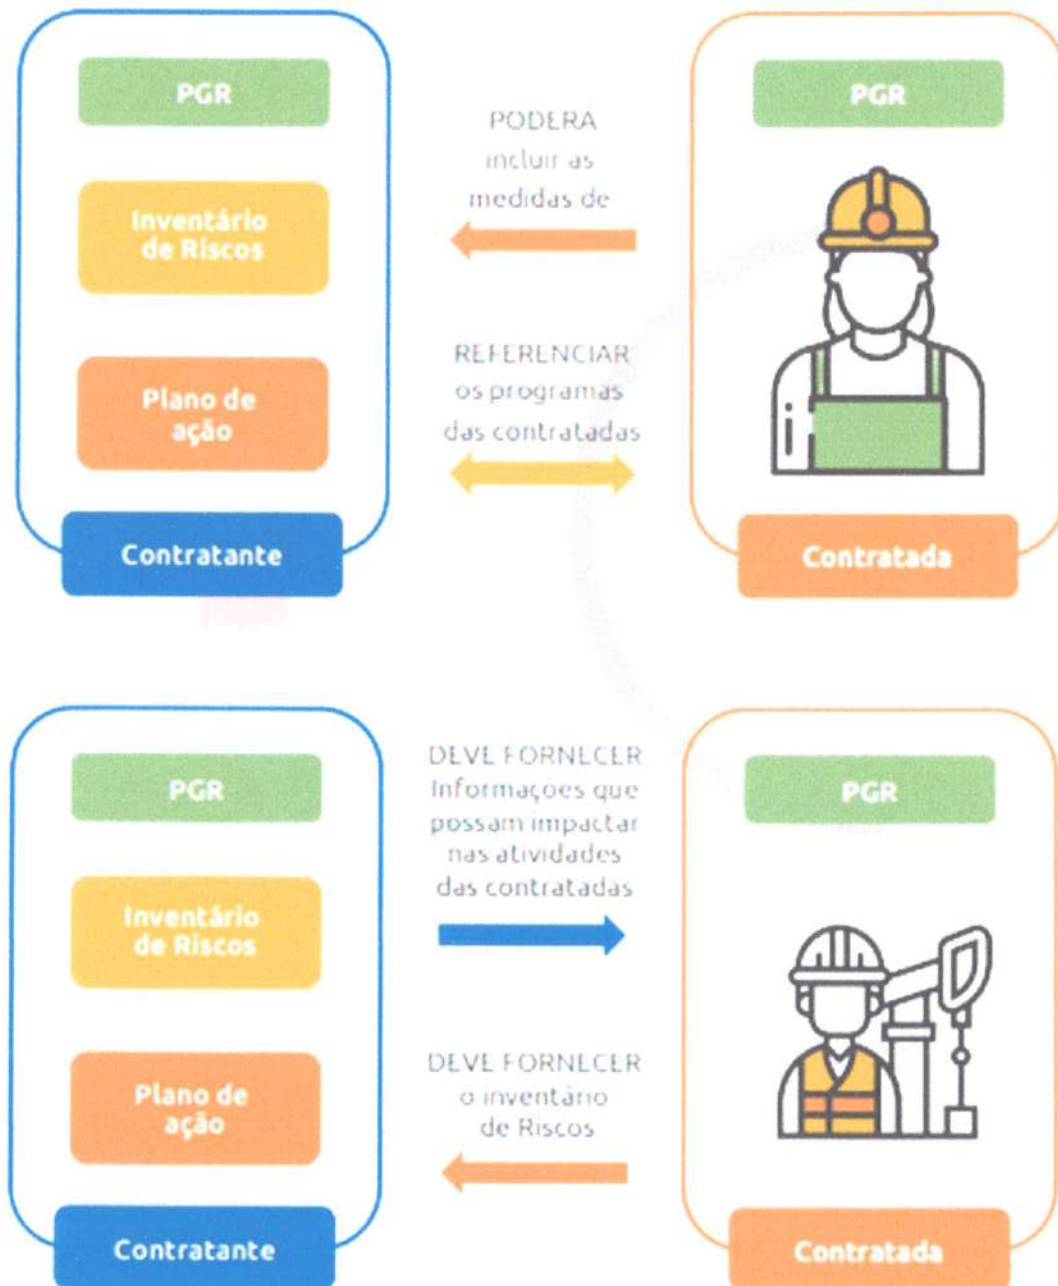 PGR
Inventário
de Riscos
Plano de
ação
Contratante
PODERÁ
incluir as
medidas de
REFERENCIAR
os programas
das contratadas
PGR
Contratada
PGR
Inventário
de Riscos
Plano de
ação
Contratante
DEVE FORNECER
Informações que
possam impactar
nas atividades
das contratadas
DEVE FORNECER
o inventário
de Riscos
PGR
Contratada